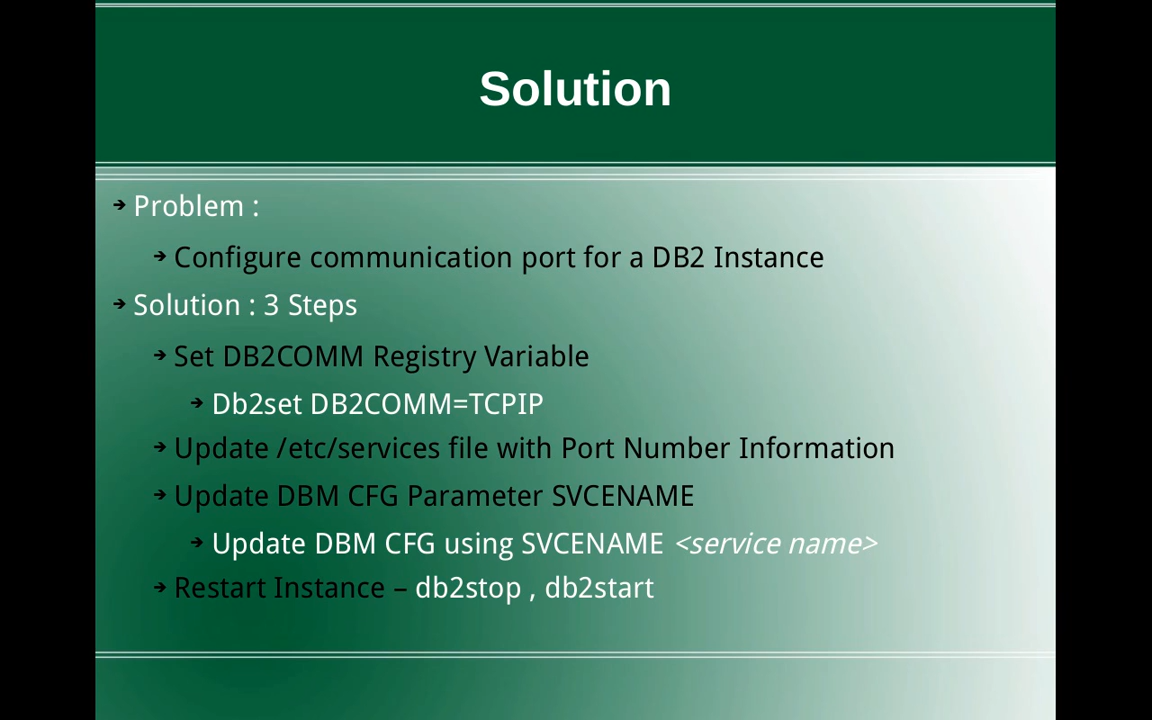 Solution
Problem :
Configure communication port for a DB2 Instance
Solution : 3 Steps
Set DB2COMM Registry Variable
Db2set DB2COMM=TCPIP
Update /etc/services file with Port Number Information
Update DBM CFG Parameter SVCENAME
Update DBM CFG using SVCENAME <service name>
Restart Instance – db2stop , db2start